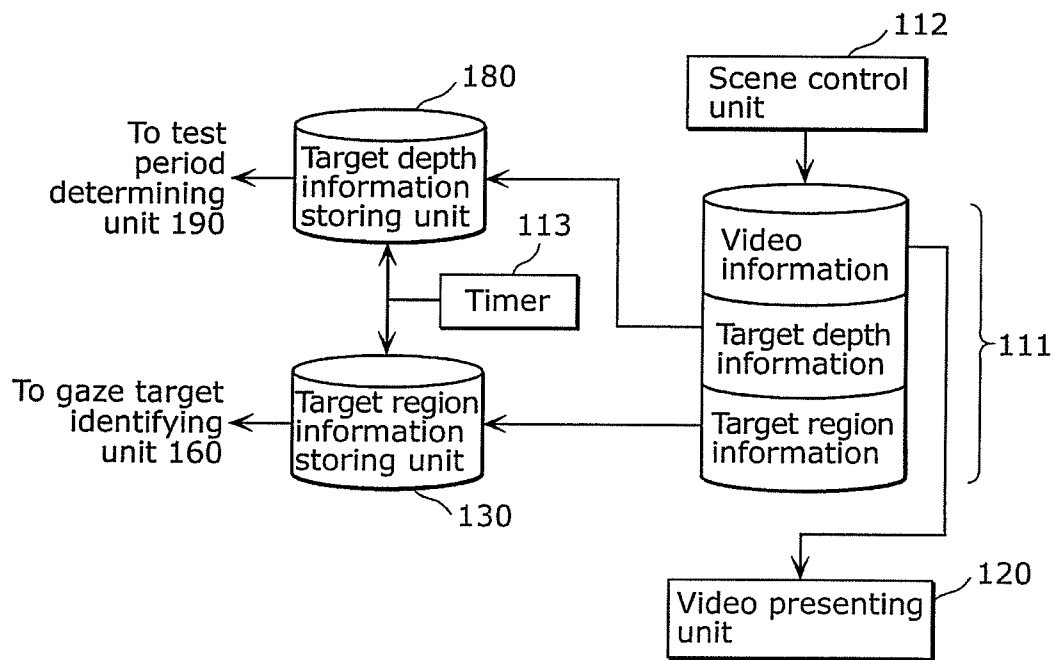 112
Scene control
unit
180
To test
period
determining
unit 190
Target depth
information
storing unit
113
Timer
Video
information
Target depth
information
Target region
information
111
To gaze target
identifying
unit 160
Target region
information
storing unit
130
120
Video presenting
unit